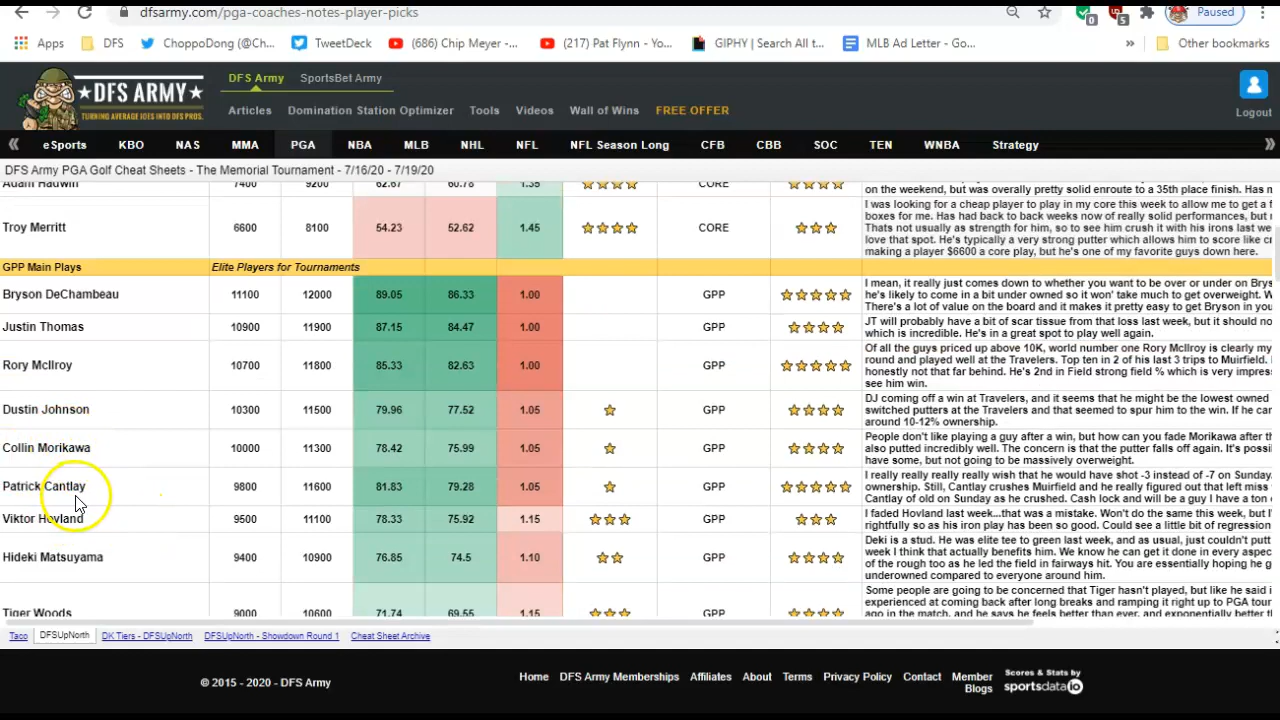 dfsarmy.com/pga-coaches-notes-player-picks
Paused
0
5
Apps
DFS
ChoppoDong (@Ch...
TweetDeck
(686) Chip Meyer -...
(217) Pat Flynn - Yo...
GIPHY | Search All t...
MLB Ad Letter - Go...
»
Other bookmarks
DFS ARMY
TURNING AVERAGE JOES INTO DFS PROS.
DFS Army
SportsBet Army
Articles
Domination Station Optimizer
Tools
Videos
Wall of Wins
FREE OFFER
Logout
« eSports KBO NAS MMA PGA NBA MLB NHL NFL NFL Season Long CFB CBB SOC TEN WNBA Strategy »
DFS Army PGA Golf Cheat Sheets - The Memorial Tournament - 7/16/20 - 7/19/20
Adam Hadwin 7400 9200 62.67 60.78 1.35 CORE
on the weekend, but was overally pretty solid enroute to a 35th place finish. Has m
Troy Merritt 6600 8100 54.23 52.62 1.45 CORE
I was looking for a cheap player to play in my core this week to allow me to get a f
boxes for me. Has had back to back weeks now of really solid performances, but r
Thats not usually as strength for him, so to see him crush it with his irons last we
love that spot. He's typically a very strong putter which allows him to score like cr
making a player $6600 a core play, but he's one of my favorite guys down here.
GPP Main Plays Elite Players for Tournaments
Bryson DeChambeau 11100 12000 89.05 86.33 1.00 GPP
I mean, it really just comes down to whether you want to be over or under on Brys
he's likely to come in a bit under owned so it won' take much to get overweight. W
There's a lot of value on the board and it makes it pretty easy to get Bryson in you
Justin Thomas 10900 11900 87.15 84.47 1.00 GPP
JT will probably have a bit of scar tissue from that loss last week, but it should no
which is incredible. He's in a great spot to play well again.
Rory McIlroy 10700 11800 85.33 82.63 1.00 GPP
Of all the guys priced up above 10K, world number one Rory McIlroy is clearly my
round and played well at the Travelers. Top ten in 2 of his last 3 trips to Muirfield. I
honestly not that far behind. He's 2nd in Field strong field % which is very impres
see him win.
Dustin Johnson 10300 11500 79.96 77.52 1.05 GPP
DJ coming off a win at Travelers, and it seems that he might be the lowest owned
switched putters at the Travelers and that seemed to spur him to the win. If he car
around 10-12% ownership.
Collin Morikawa 10000 11300 78.42 75.99 1.05 GPP
People don't like playing a guy after a win, but how can you fade Morikawa after th
also putted incredibly well. The concern is that the putter falls off again. It's possi
have some, but not going to be massively overweight.
Patrick Cantlay 9800 11600 81.83 79.28 1.05 GPP
I really really really really wish that he would have shot -3 instead of -7 on Sunday.
ownership. Still, Cantlay crushes Muirfield and he really figured out that left miss
Cantlay of old on Sunday as he crushed. Cash lock and will be a guy I have a ton
Viktor Hovland 9500 11100 78.33 75.92 1.15 GPP
I faded Hovland last week...that was a mistake. Won't do the same this week, but I'
rightfully so as his iron play has been so good. Could see a little bit of regression
Hideki Matsuyama 9400 10900 76.85 74.5 1.10 GPP
Deki is a stud. He was elite tee to green last week, and as usual, just couldn't putt
week I think that actually benefits him. We know he can get it done in every aspec
of the rough too as he led the field in fairways hit. You are essentially hoping he g
underowned compared to everyone around him.
Tiger Woods 9000 10600 71.74 69.55 1.15 GPP
Some people are going to be concerned that Tiger hasn't played, but like he said i
experienced at coming back after long breaks and ramping it right up to PGA tour
ago in the match, and he says he feels better than ever, and exponentially better t
Taco DFSUpNorth DK Tiers - DFSUpNorth DFSUpNorth - Showdown Round 1 Cheat Sheet Archive
© 2015 - 2020 - DFS Army
Home DFS Army Memberships Affiliates About Terms Privacy Policy Contact Member Blogs
Scores & Stats by
sportsdataio